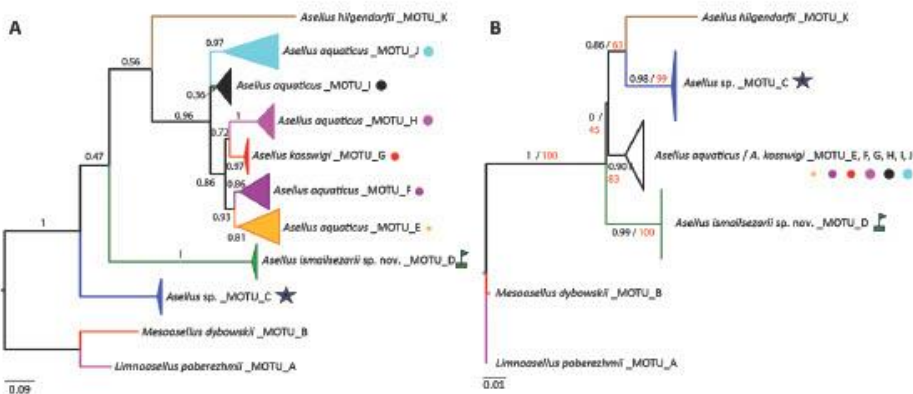 A
Asellus hilgendorfii _MOTU_K
0.97
Asellus aquaticus _MOTU_J
0.56
Asellus aquaticus _MOTU_I
0.36
0.96
1
Asellus aquaticus _MOTU_H
0.72
Asellus kosswigi _MOTU_G
0.97
0.47
0.86
0.86
Asellus aquaticus _MOTU_F
0.93
Asellus aquaticus _MOTU_E
0.81
1
1
Asellus ismailsezarii sp. nov. _MOTU_D
Asellus sp. _MOTU_C
Mesoasellus dybowskii _MOTU_B
Limnoasellus poberezhnii _MOTU_A
0.09
B
Asellus hilgendorfii _MOTU_K
0.86 / 63
0.98 / 99
Asellus sp. _MOTU_C
0 /
45
1 / 100
0.90 /
83
Asellus aquaticus / A. kosswigi _MOTU_E, F, G, H, I, J
Asellus ismailsezarii sp. nov. _MOTU_D
0.99 / 100
Mesoasellus dybowskii _MOTU_B
Limnoasellus poberezhnii _MOTU_A
0.01